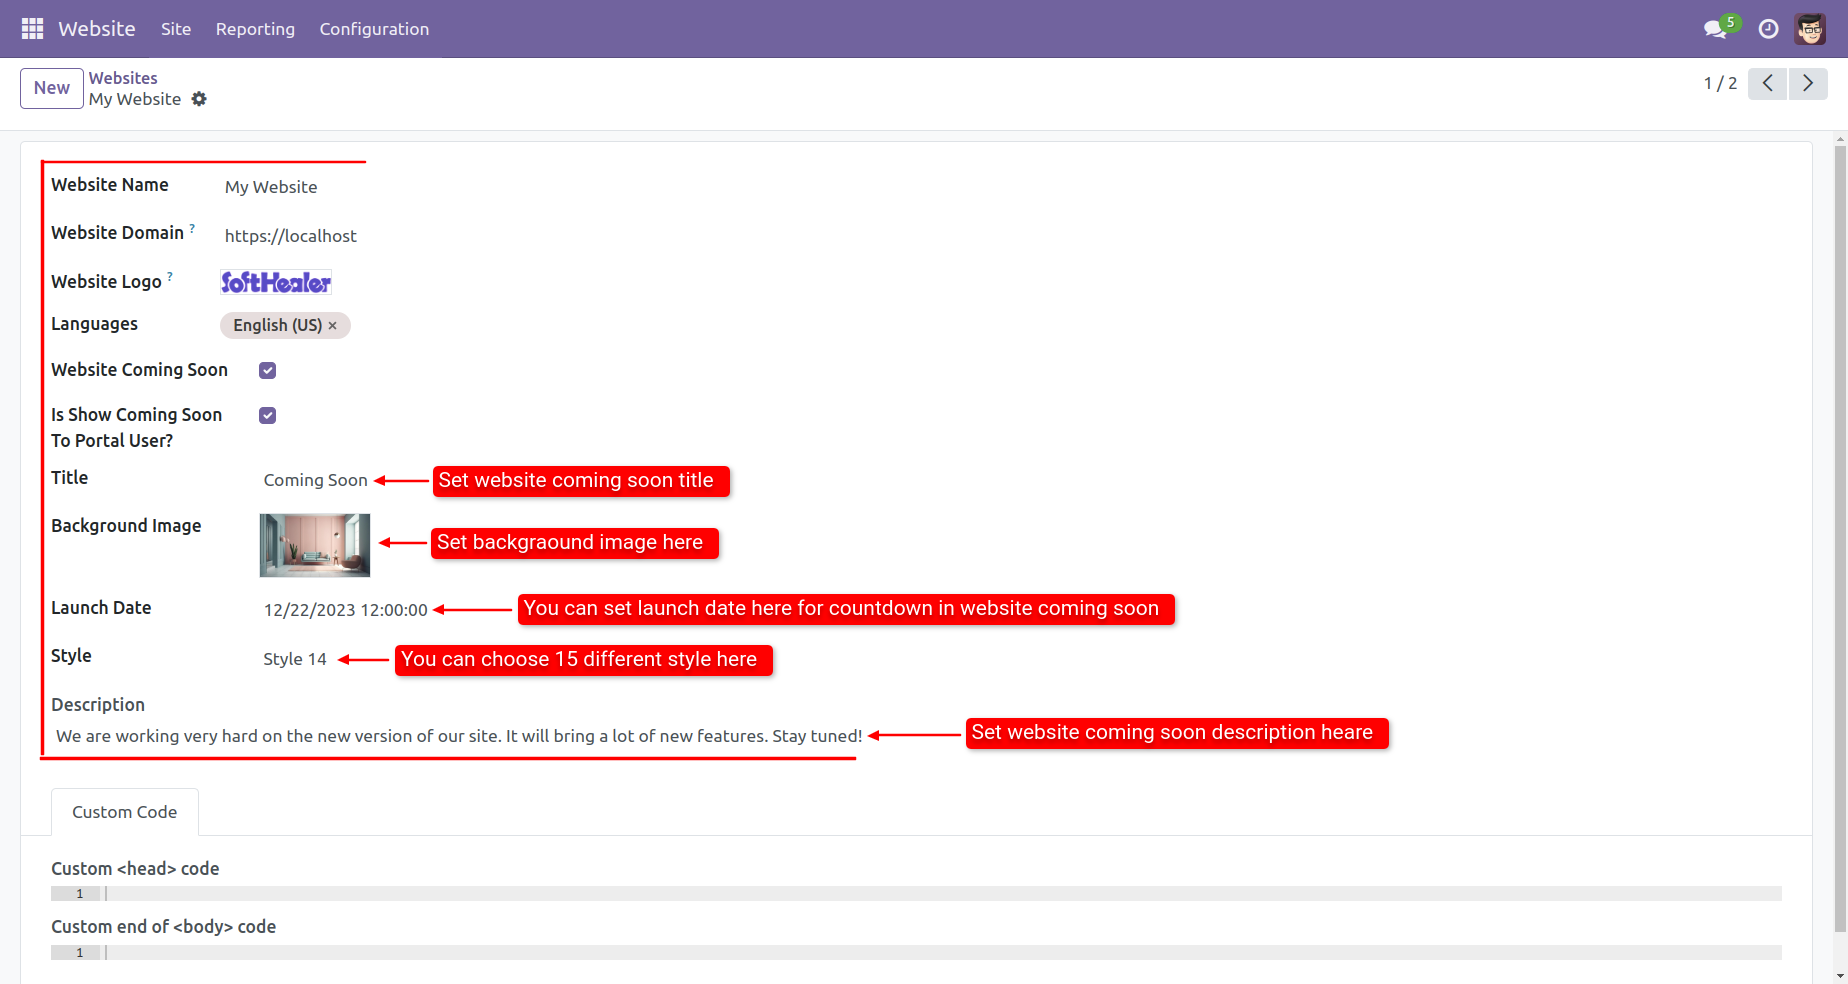 Website Site Reporting Configuration 5
New Websites
My Website 1 / 2
Website Name My Website
Website Domain ? https://localhost
Website Logo ? SoftHealer
Languages English (US) ×
Website Coming Soon
Is Show Coming Soon
To Portal User?
Title Coming Soon Set website coming soon title
Background Image Set backgraound image here
Launch Date 12/22/2023 12:00:00 You can set launch date here for countdown in website coming soon
Style Style 14 You can choose 15 different style here
Description
We are working very hard on the new version of our site. It will bring a lot of new features. Stay tuned! Set website coming soon description heare
Custom Code
Custom <head> code
1
Custom end of <body> code
1